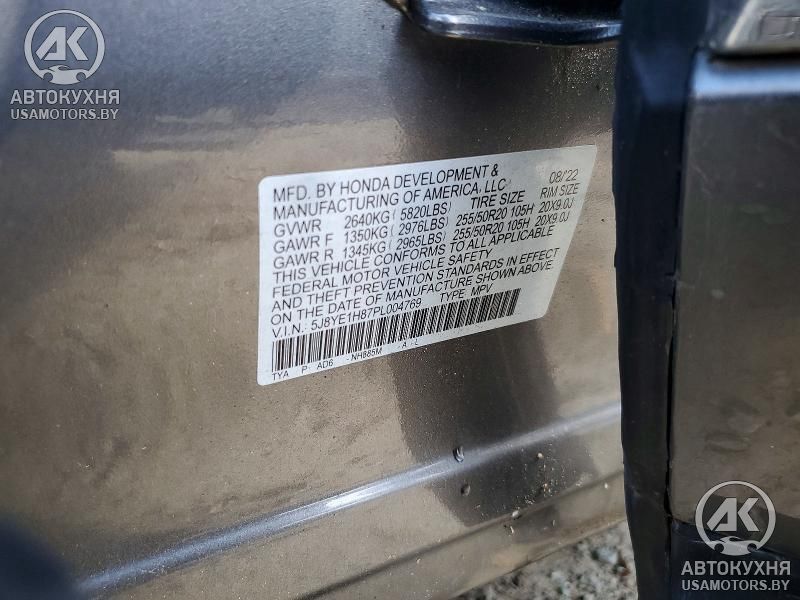 AK
АВТОКУХНЯ
USAMOTORS.BY
MFD. BY HONDA DEVELOPMENT & 08/22
MANUFACTURING OF AMERICA, LLC
GVWR 2640KG ( 5820LBS) TIRE SIZE RIM SIZE
GAWR F 1350KG ( 2976LBS) 255/50R20 105H 20X9.0J
GAWR R 1345KG ( 2965LBS) 255/50R20 105H 20X9.0J
THIS VEHICLE CONFORMS TO ALL APPLICABLE
FEDERAL MOTOR VEHICLE SAFETY
AND THEFT PREVENTION STANDARDS IN EFFECT
ON THE DATE OF MANUFACTURE SHOWN ABOVE.
V.I.N.: 5J8YE1H87PL004769 TYPE: MPV
TYA P- AD6 -NH885M -A -L
AK
АВТОКУХНЯ
USAMOTORS.BY